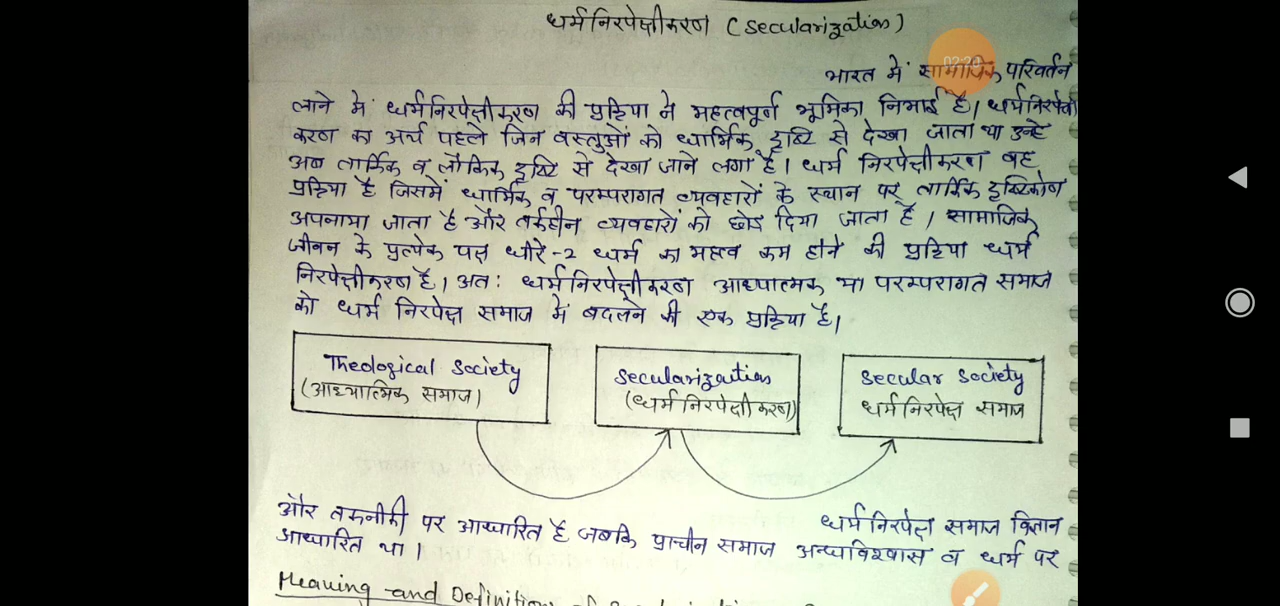 धर्मनिरपेक्षीकरण (Secularization)
02:20
भारत में सामाजिक परिवर्तन
लाने में धर्मनिरपेक्षीकरण की प्रक्रिया ने महत्वपूर्ण भूमिका निभाई है। धर्मनिरपेक्षी
करण का अर्थ पहले जिन वस्तुओं को धार्मिक दृष्टि से देखा जाता था उन्हें
अब तार्किक व लौकिक दृष्टि से देखा जाने लगा है। धर्म निरपेक्षीकरण वह
प्रक्रिया है जिसमें धार्मिक व परम्परागत व्यवहारों के स्थान पर तार्किक दृष्टिकोण
अपनाया जाता है और तर्कहीन व्यवहारों को छोड दिया जाता है। सामाजिक
जीवन के प्रत्येक पक्ष धीरे-2 धर्म का महत्व कम होने की प्रक्रिया धर्म
निरपेक्षीकरण है। अतः धर्मनिरपेक्षीकरण आध्यात्मक या परम्परागत समाज
को धर्म निरपेक्ष समाज में बदलने की एक प्रक्रिया है।
Theological Society
(आध्यात्मिक समाज)
Secularization
(धर्मनिरपेक्षीकरण)
Secular Society
धर्मनिरपेक्ष समाज
धर्मनिरपेक्ष समाज विज्ञान
और तकनीकी पर आधारित है जबकि प्राचीन समाज अन्धविश्वास व धर्म पर
आधारित था।
Meaning and Definition of